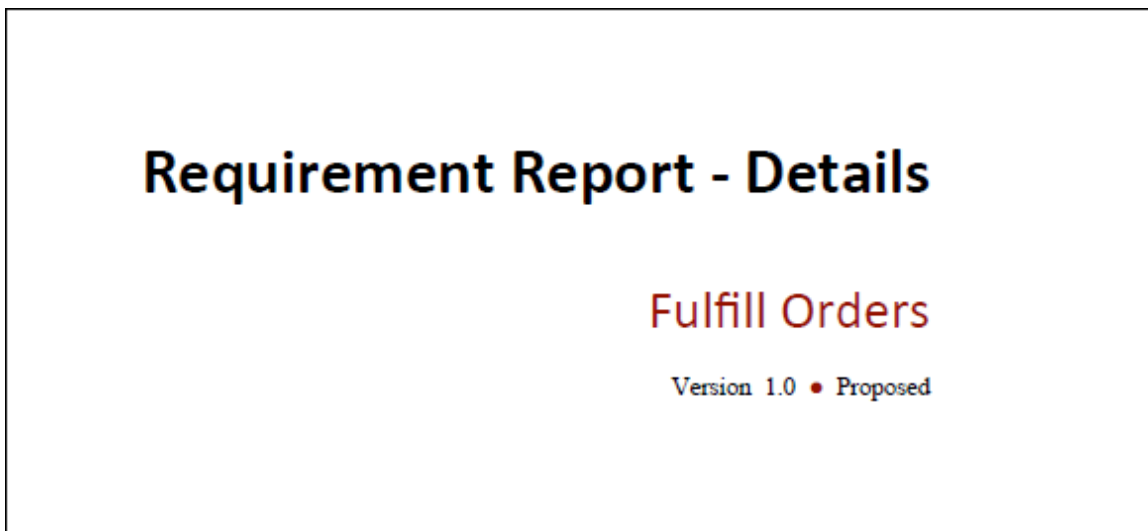 Requirement Report - Details
Fulfill Orders
Version 1.0 ● Proposed